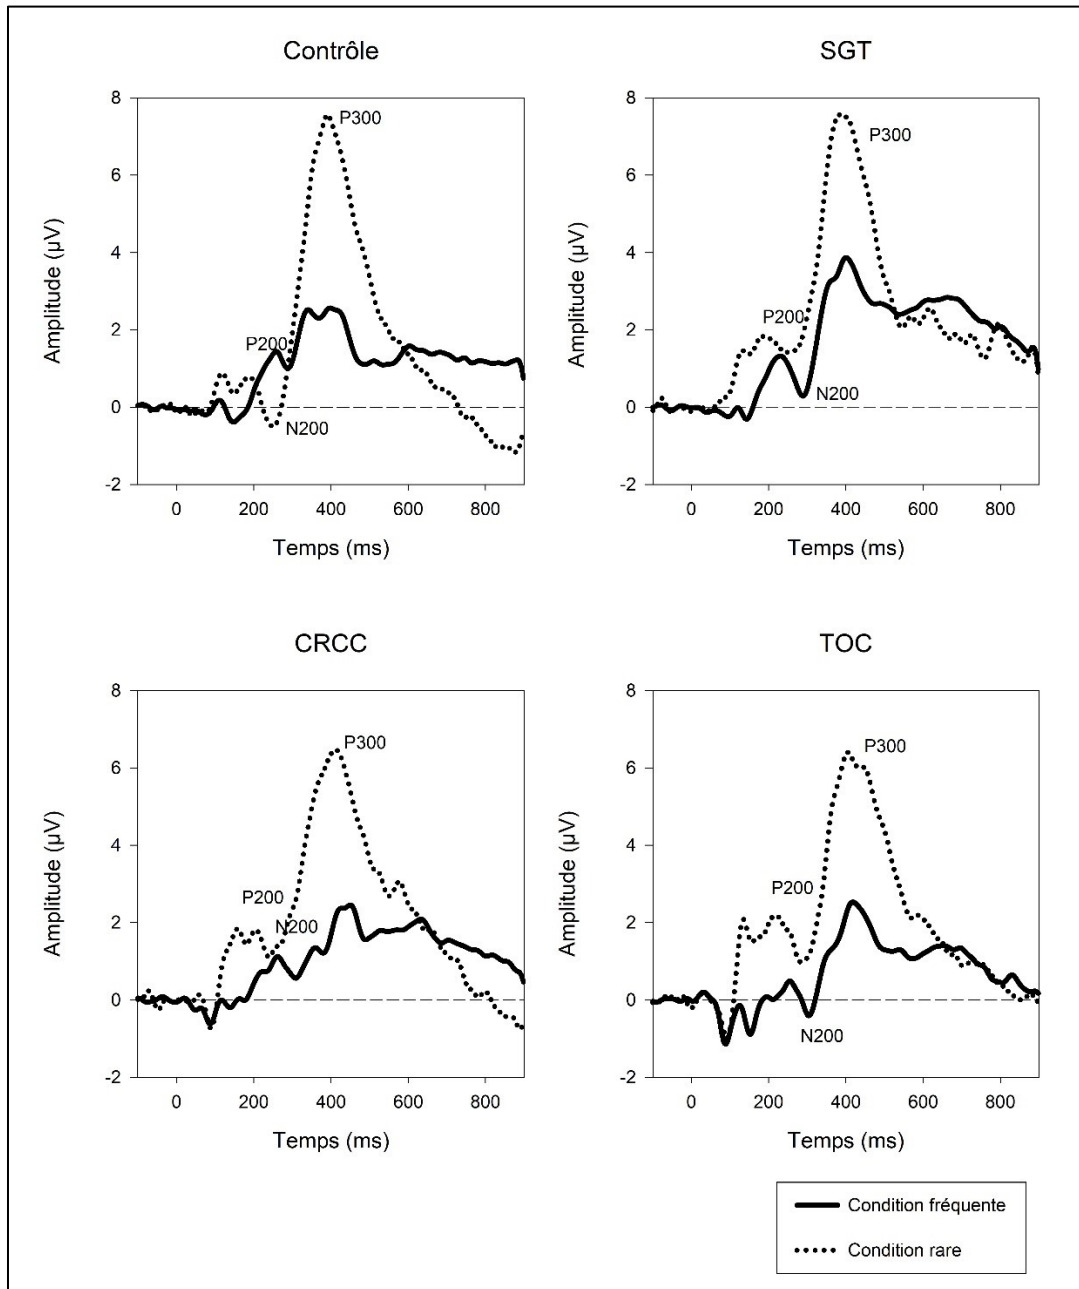 Contrôle
8
6
4
2
0
-2
Amplitude (µV)
P300
P200
N200
0 200 400 600 800
Temps (ms)
SGT
8
6
4
2
0
-2
Amplitude (µV)
P300
P200
N200
0 200 400 600 800
Temps (ms)
CRCC
8
6
4
2
0
-2
Amplitude (µV)
P300
P200
N200
0 200 400 600 800
Temps (ms)
TOC
8
6
4
2
0
-2
Amplitude (µV)
P300
P200
N200
0 200 400 600 800
Temps (ms)
Condition fréquente
Condition rare